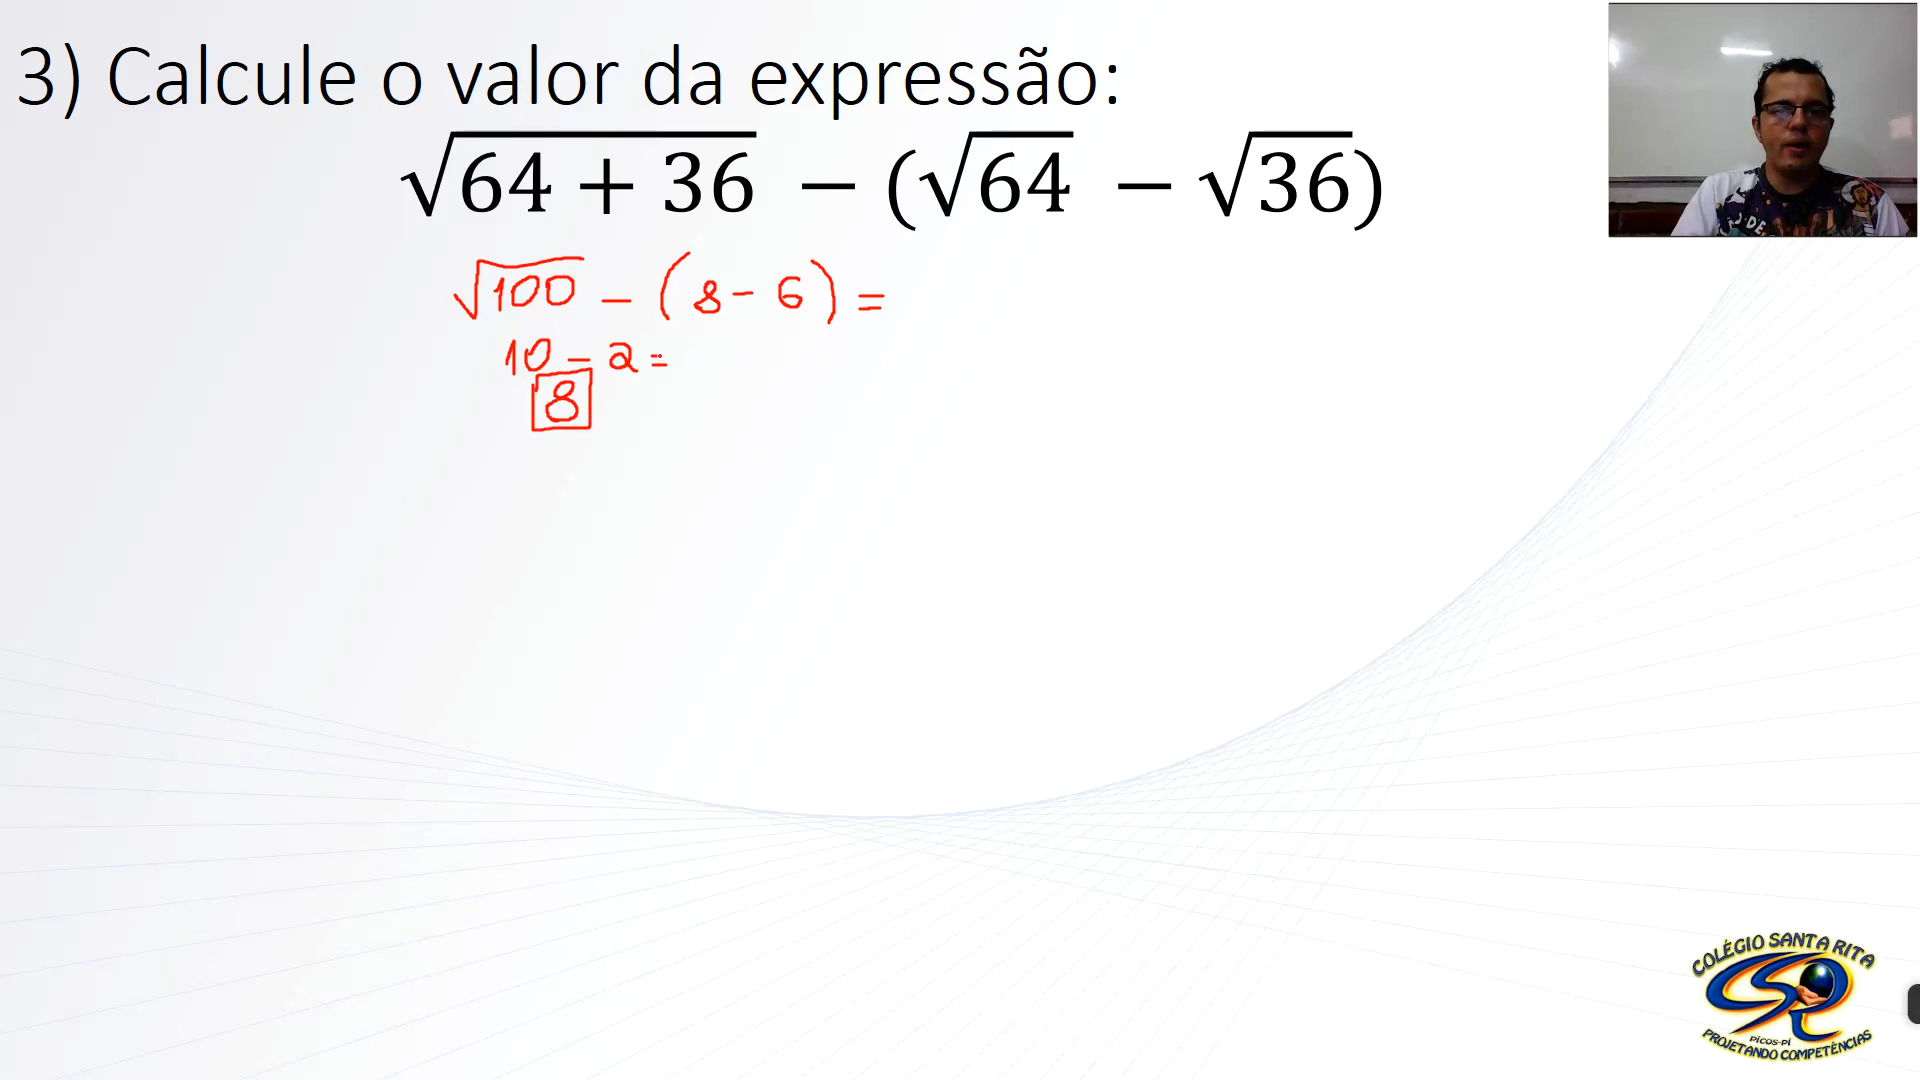 3) Calcule o valor da expressão:
√64 + 36 − (√64 − √36)
√100 − (8 − 6) =
10 − 2 =
8
COLÉGIO SANTA RITA
PICOS-PI
PROJETANDO COMPETÊNCIAS